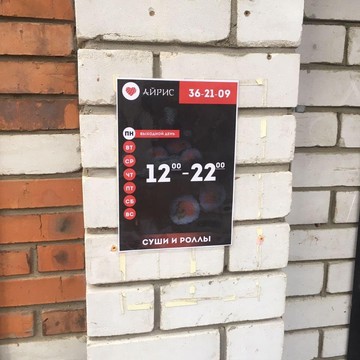 АЙРИС 36-21-09
ПН ВЫХОДНОЙ ДЕНЬ
ВТ
СР
ЧТ
ПТ
СБ
ВС
12⁰⁰ - 22⁰⁰
СУШИ И РОЛЛЫ